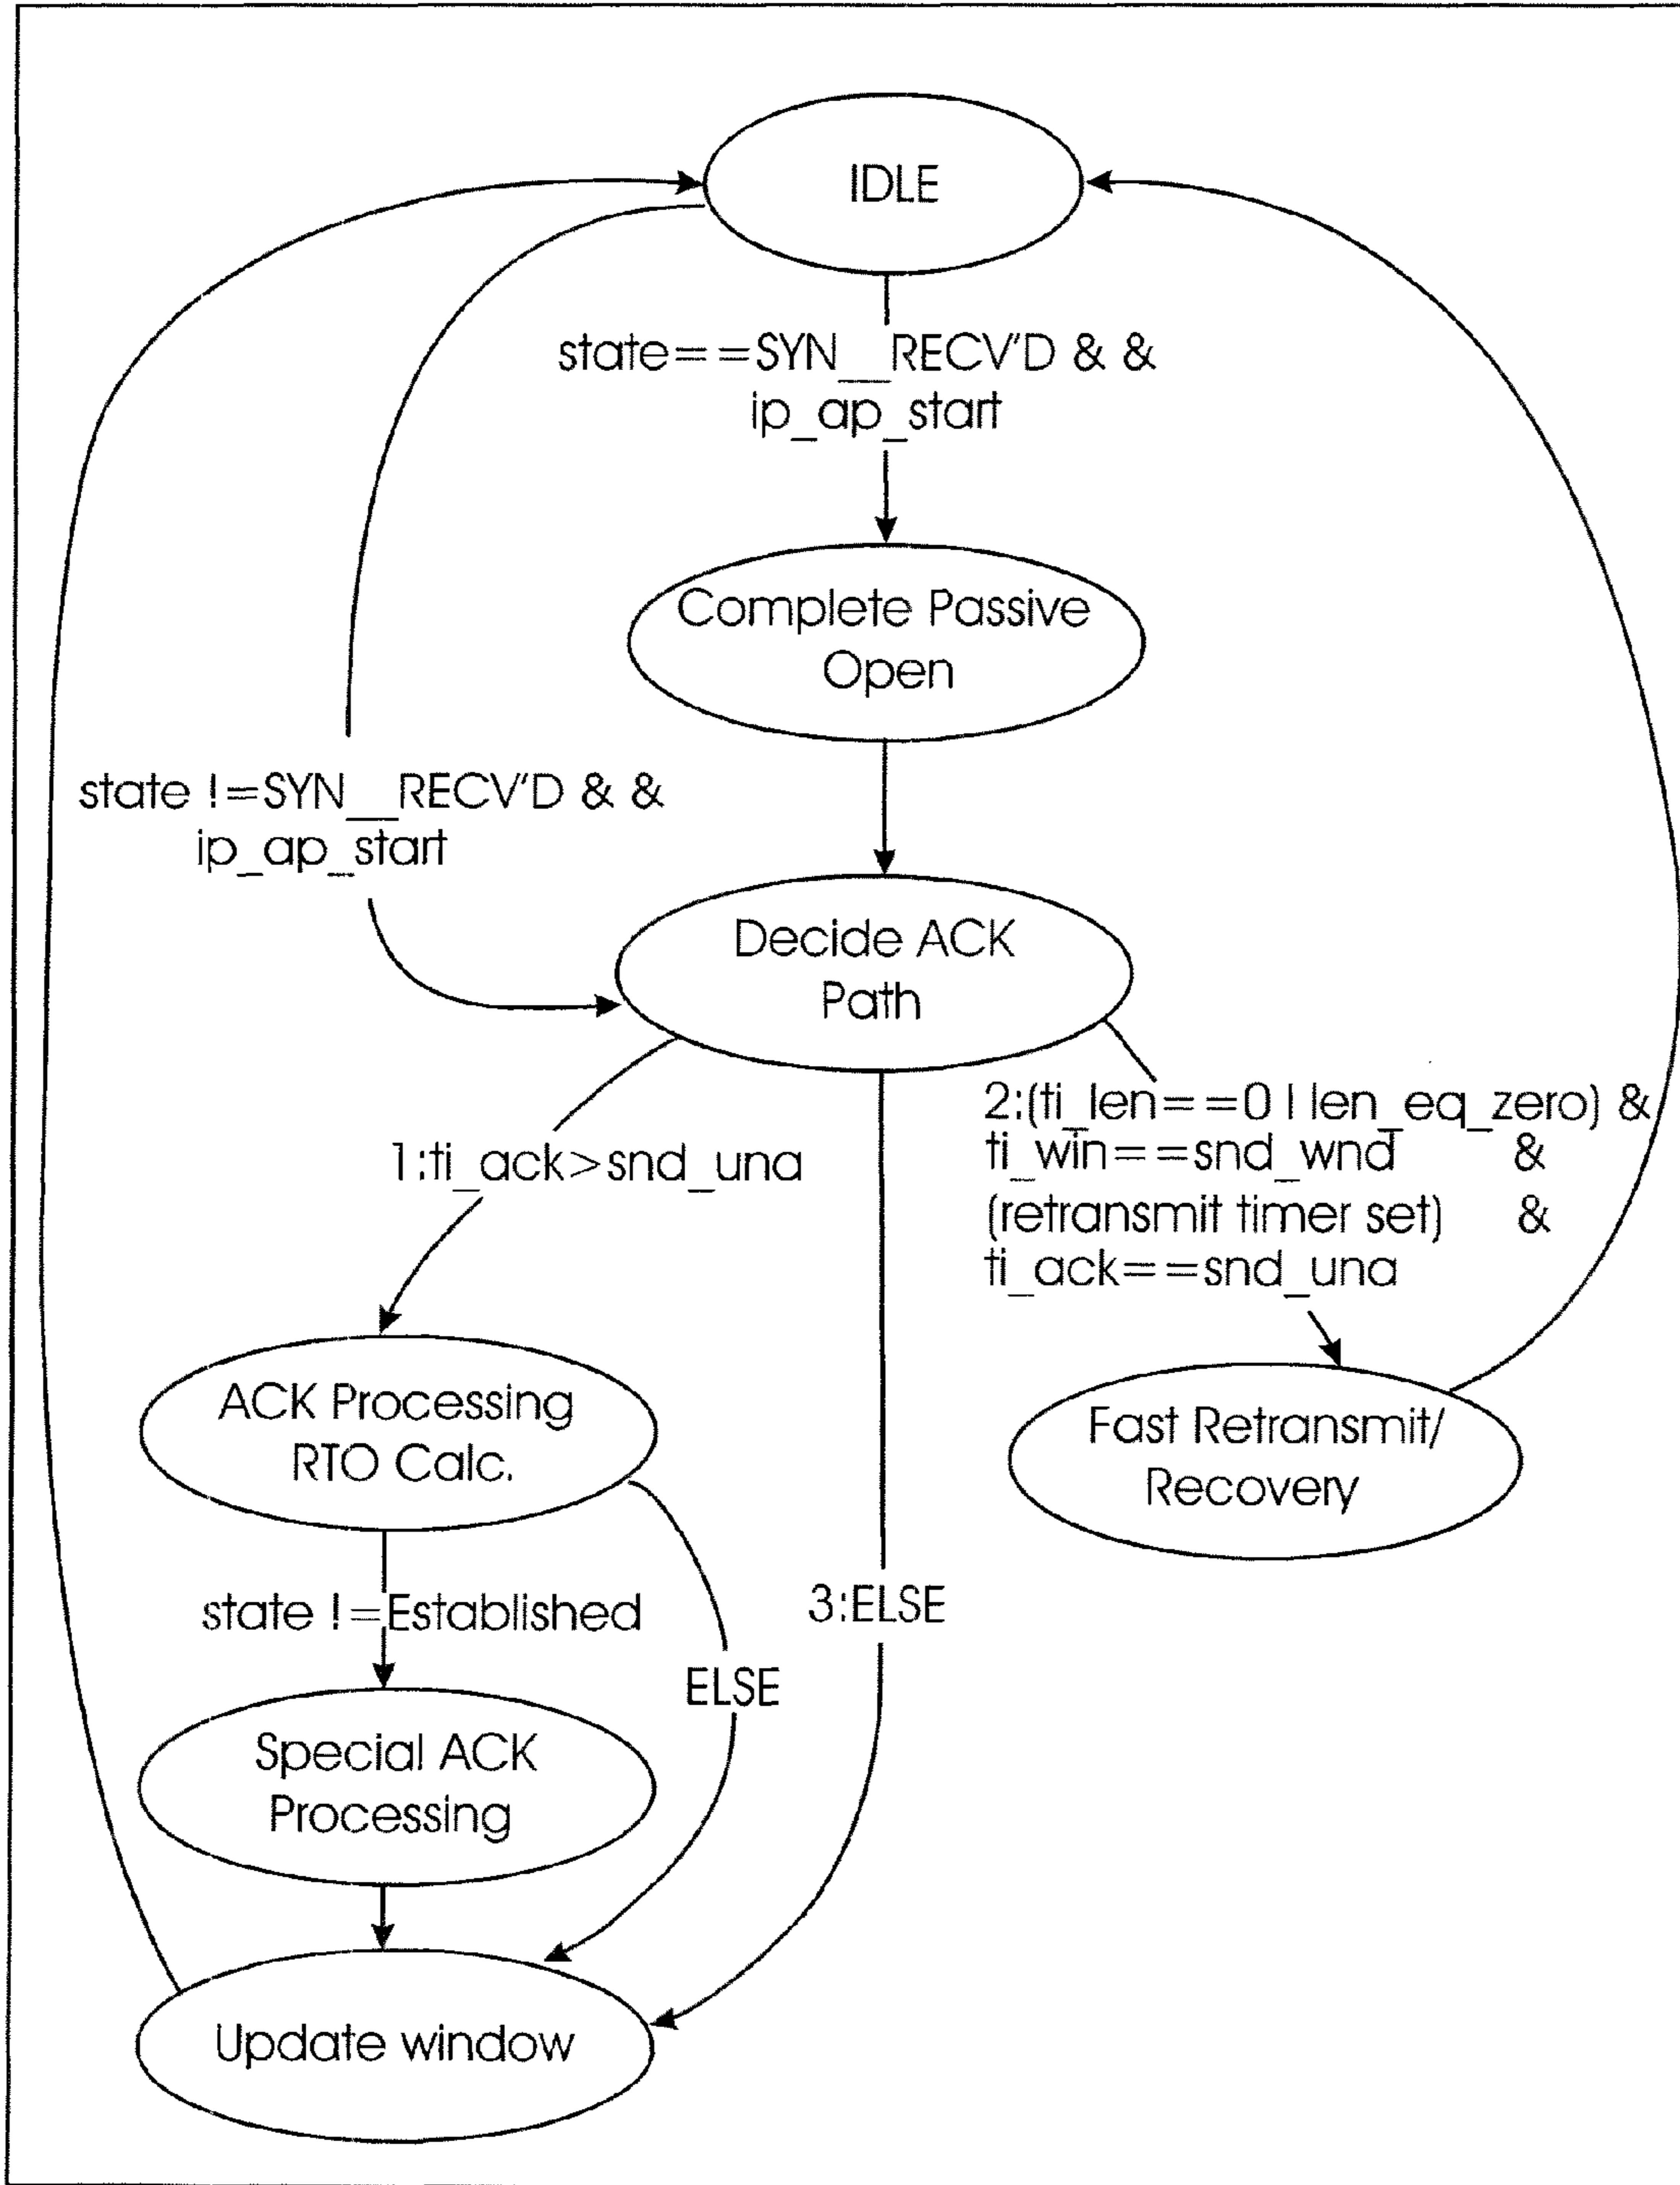 IDLE
state==SYN__RECV'D & &
ip_ap_start
Complete Passive
Open
state !=SYN__RECV'D & &
ip_ap_start
Decide ACK
Path
2:(ti_len==0 | len_eq_zero) &
ti_win==snd_wnd &
(retransmit timer set) &
ti_ack==snd_una
1:ti_ack>snd_una
ACK Processing
RTO Calc.
Fast Retransmit/
Recovery
state !=Established
3:ELSE
ELSE
Special ACK
Processing
Update window